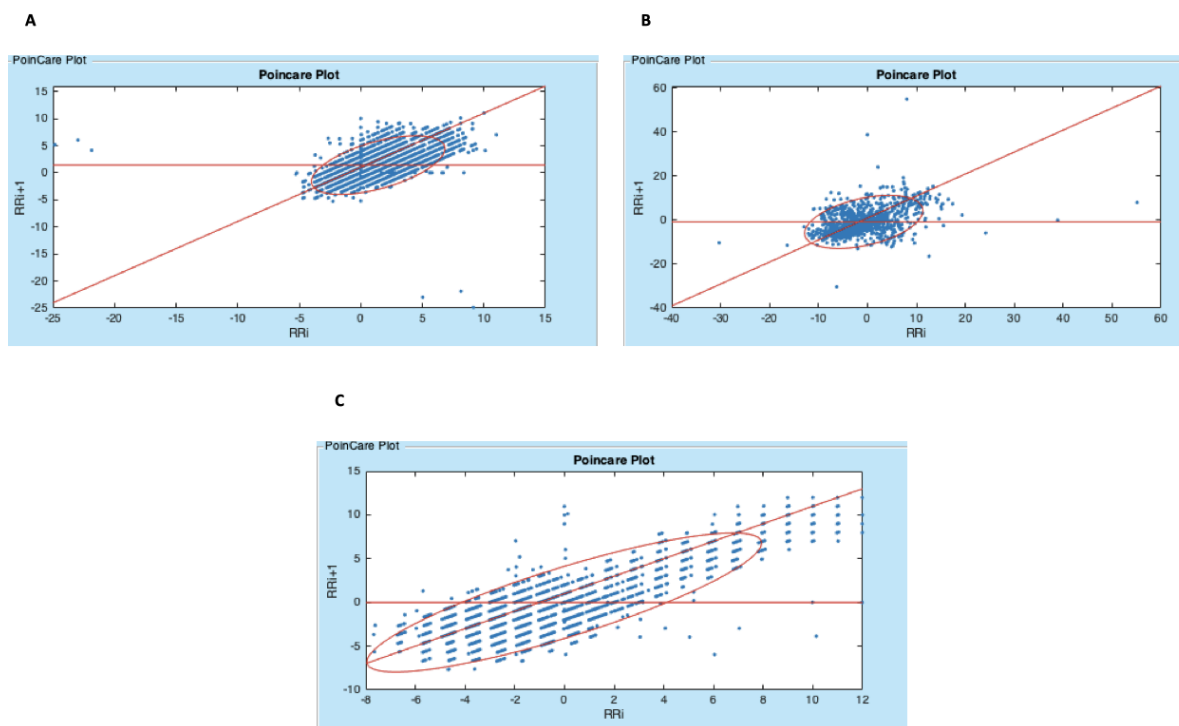 A
PoinCare Plot
Poincare Plot
15
10
5
0
-5
-10
-15
-20
-25
RRi+1
-25 -20 -15 -10 -5 0 5 10 15
RRi
B
PoinCare Plot
Poincare Plot
60
40
20
0
-20
-40
RRi+1
-40 -30 -20 -10 0 10 20 30 40 50 60
RRi
C
PoinCare Plot
Poincare Plot
15
10
5
0
-5
-10
RRi+1
-8 -6 -4 -2 0 2 4 6 8 10 12
RRi